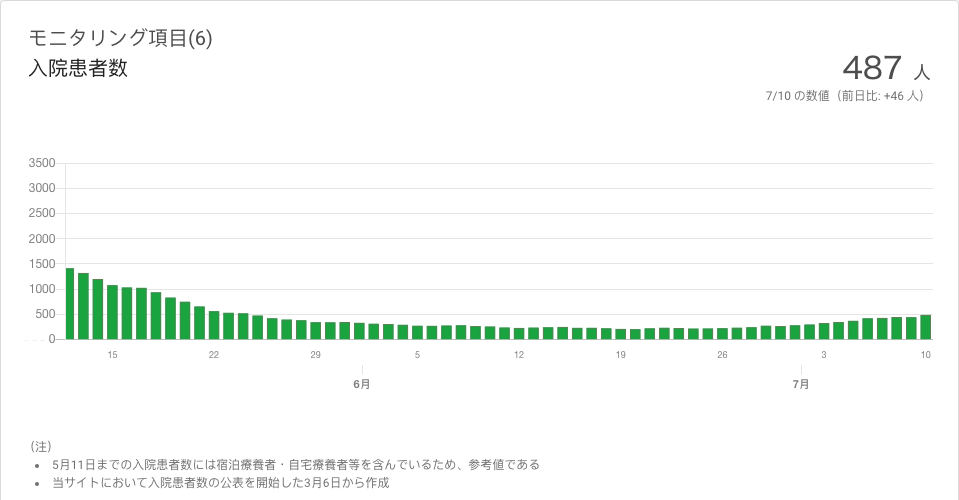 モニタリング項目(6)
入院患者数
487 人
7/10 の数値（前日比: +46 人）
3500
3000
2500
2000
1500
1000
500
0
15 22 29 5 12 19 26 3 10
6月 7月
（注）
• 5月11日までの入院患者数には宿泊療養者・自宅療養者等を含んでいるため、参考値である
• 当サイトにおいて入院患者数の公表を開始した3月6日から作成